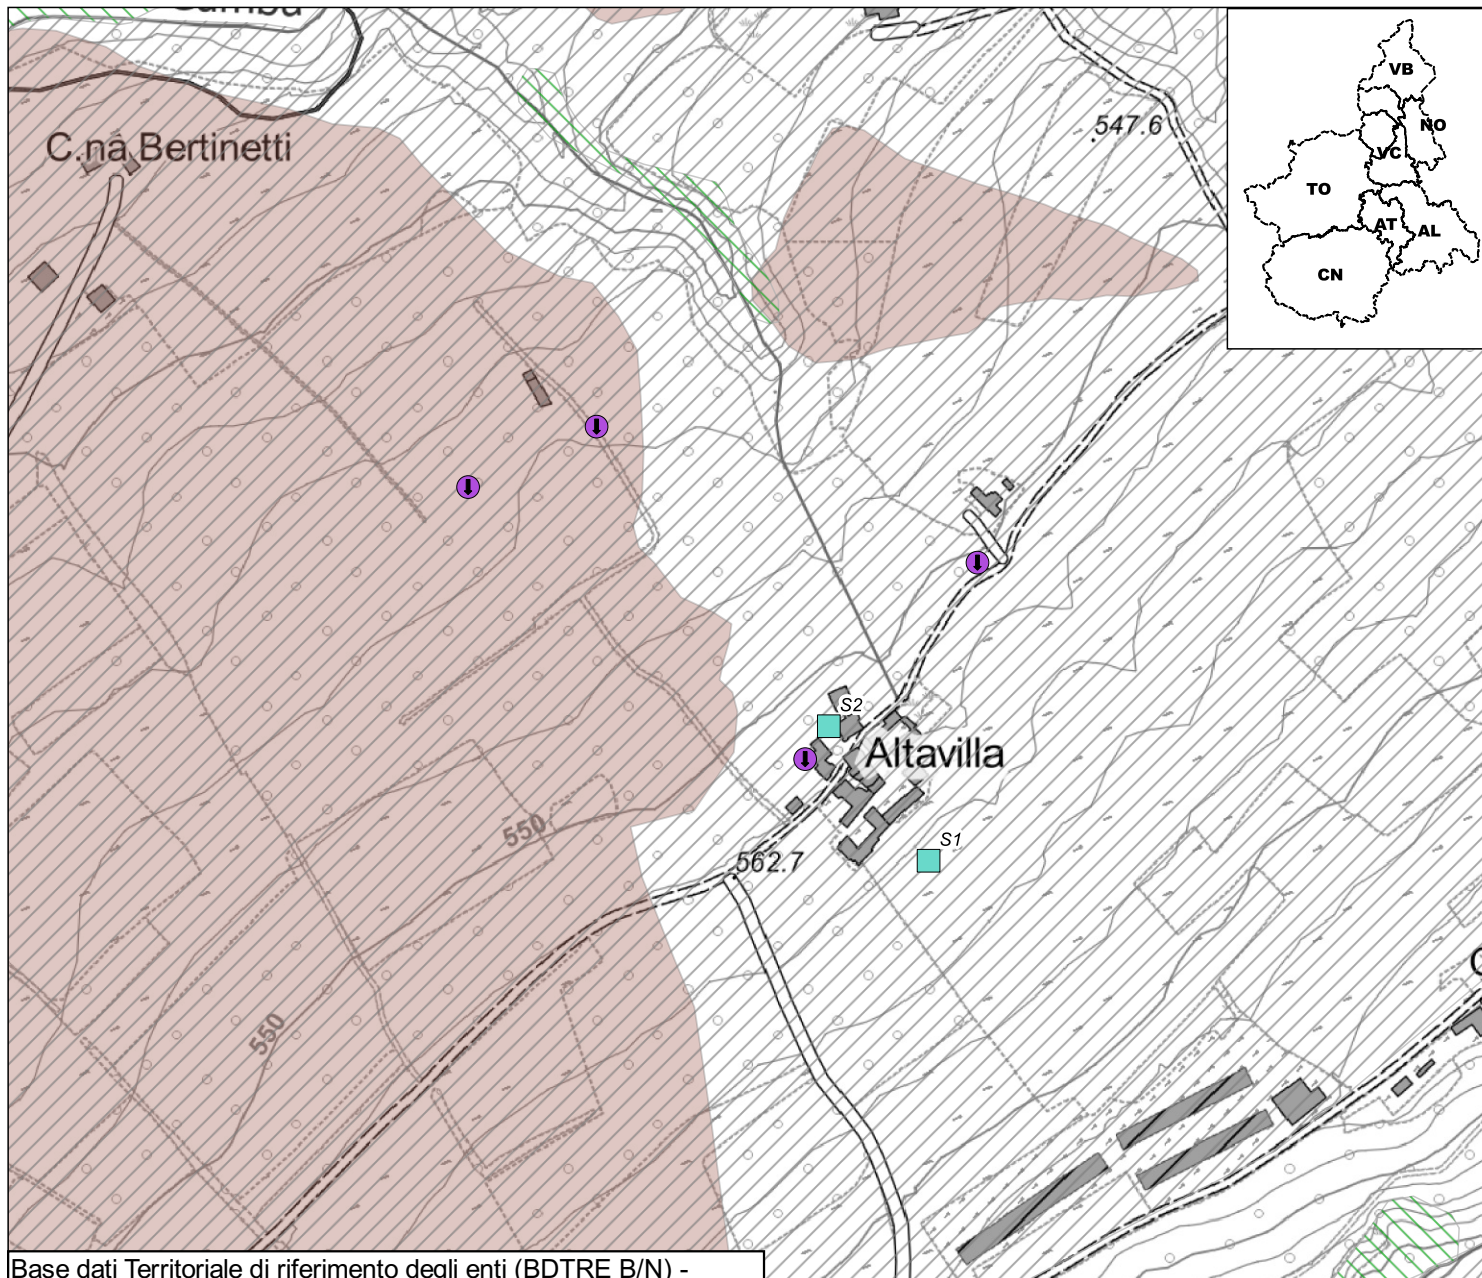 C.na Bertinetti
547.6
VB
NO
VC
TO
AT
AL
CN
S2
Altavilla
550
S1
562.7
550
Base dati Territoriale di riferimento degli enti (BDTRE B/N) -